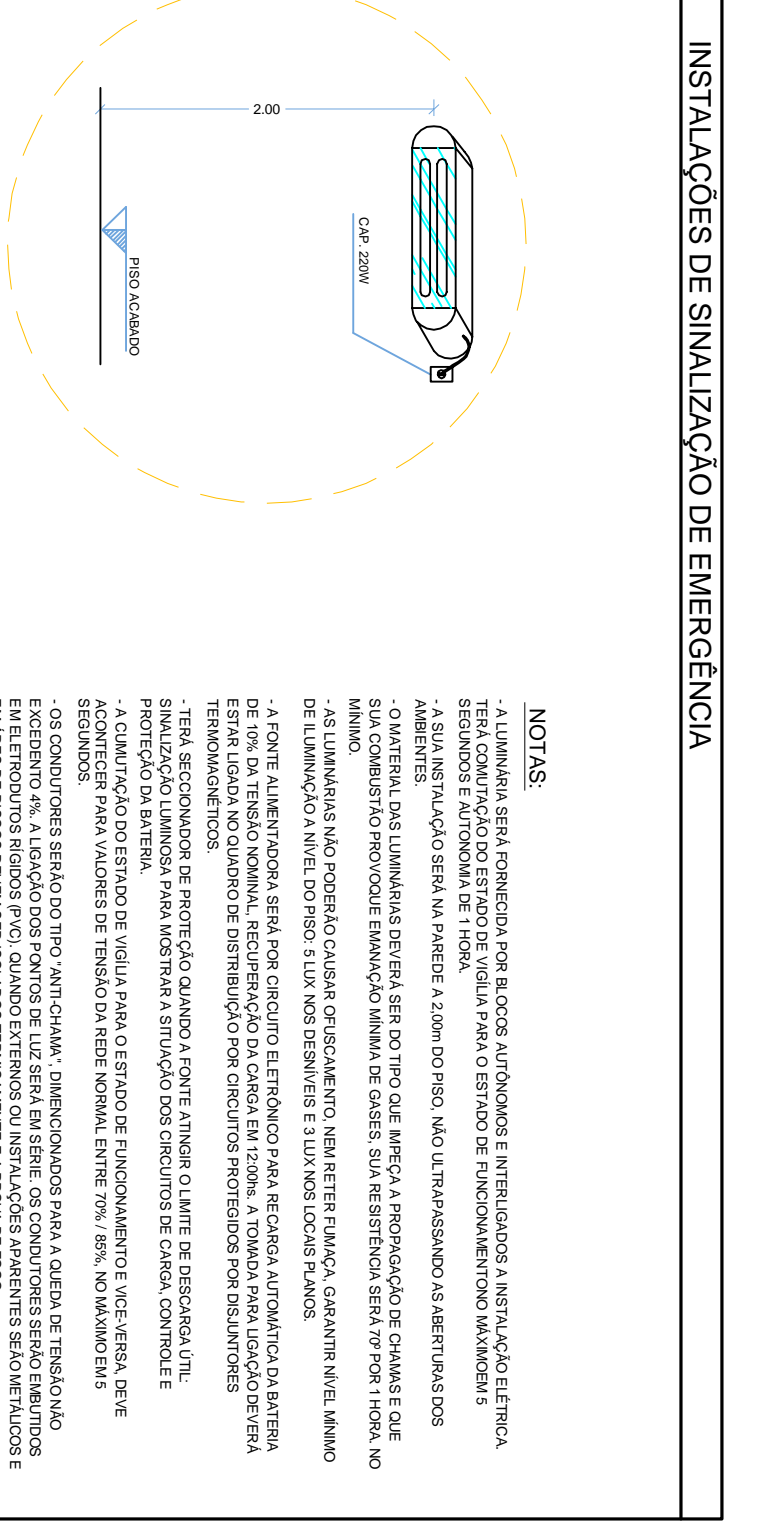 INSTALAÇÕES DE SINALIZAÇÃO DE EMERGÊNCIA
2.00
CAP. 220W
PISO ACABADO
NOTAS:
- A LUMINÁRIA SERÁ FORNECIDA POR BLOCOS AUTÔNOMOS E INTERLIGADOS A INSTALAÇÃO ELÉTRICA.
TERÁ COMUTAÇÃO DO ESTADO DE VIGÍLIA PARA O ESTADO DE FUNCIONAMENTONO MÁXIMOEM 5
SEGUNDOS E AUTONOMIA DE 1 HORA.
- A SUA INSTALAÇÃO SERÁ NA PAREDE A 2,00m DO PISO, NÃO ULTRAPASSANDO AS ABERTURAS DOS
AMBIENTES.
- O MATERIAL DAS LUMINÁRIAS DEVERÁ SER DO TIPO QUE IMPEÇA A PROPAGAÇÃO DE CHAMAS E QUE
SUA COMBUSTÃO PROVOQUE EMANAÇÃO MÍNIMA DE GASES, SUA RESISTÊNCIA SERÁ 70º POR 1 HORA. NO
MÍNIMO.
- AS LUMINÁRIAS NÃO PODERÃO CAUSAR OFUSCAMENTO, NEM RETER FUMAÇA, GARANTIR NÍVEL MÍNIMO
DE ILUMINAÇÃO A NÍVEL DO PISO: 5 LUX NOS DESNÍVEIS E 3 LUX NOS LOCAIS PLANOS.
- A FONTE ALIMENTADORA SERÁ POR CIRCUITO ELETRÔNICO PARA RECARGA AUTOMÁTICA DA BATERIA
DE 10% DA TENSÃO NOMINAL, RECUPERAÇÃO DA CARGA EM 12:00hs. A TOMADA PARA LIGAÇÃO DEVERÁ
ESTAR LIGADA NO QUADRO DE DISTRIBUIÇÃO POR CIRCUITOS PROTEGIDOS POR DISJUNTORES
TERMOMAGNÉTICOS.
- TERÁ SECCIONADOR DE PROTEÇÃO QUANDO A FONTE ATINGIR O LIMITE DE DESCARGA ÚTIL:
SINALIZAÇÃO LUMINOSA PARA MOSTRAR A SITUAÇÃO DOS CIRCUITOS DE CARGA, CONTROLE E
PROTEÇÃO DA BATERIA.
- A CUMUTAÇÃO DO ESTADO DE VIGÍLIA PARA O ESTADO DE FUNCIONAMENTO E VICE-VERSA, DEVE
ACONTECER PARA VALORES DE TENSÃO DA REDE NORMAL ENTRE 70% / 85%, NO MÁXIMO EM 5
SEGUNDOS.
- OS CONDUTORES SERÃO DO TIPO "ANTI-CHAMA", DIMENCIONADOS PARA A QUEDA DE TENSÃO NÃO
EXCEDENTO 4%. A LIGAÇÃO DOS PONTOS DE LUZ SERÁ EM SÉRIE. OS CONDUTORES SERÃO EMBUTIDOS
EM ELETRODUTOS RÍGIDOS (PVC), QUANDO EXTERNOS OU INSTALAÇÕES APARENTES SEÃO METÁLICOS E